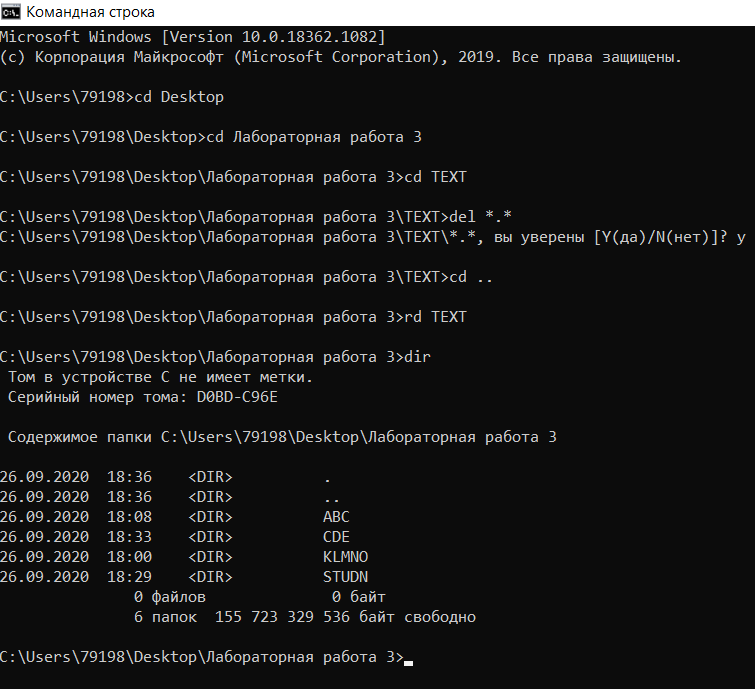 Командная строка
Microsoft Windows [Version 10.0.18362.1082]
(c) Корпорация Майкрософт (Microsoft Corporation), 2019. Все права защищены.
C:\Users\79198>cd Desktop
C:\Users\79198\Desktop>cd Лабораторная работа 3
C:\Users\79198\Desktop\Лабораторная работа 3>cd TEXT
C:\Users\79198\Desktop\Лабораторная работа 3\TEXT>del *.*
C:\Users\79198\Desktop\Лабораторная работа 3\TEXT\*.*, вы уверены [Y(да)/N(нет)]? y
C:\Users\79198\Desktop\Лабораторная работа 3\TEXT>cd ..
C:\Users\79198\Desktop\Лабораторная работа 3>rd TEXT
C:\Users\79198\Desktop\Лабораторная работа 3>dir
Том в устройстве C не имеет метки.
Серийный номер тома: D0BD-C96E
Содержимое папки C:\Users\79198\Desktop\Лабораторная работа 3
26.09.2020  18:36    <DIR>          .
26.09.2020  18:36    <DIR>          ..
26.09.2020  18:08    <DIR>          ABC
26.09.2020  18:33    <DIR>          CDE
26.09.2020  18:00    <DIR>          KLMNO
26.09.2020  18:29    <DIR>          STUDN
0 файлов              0 байт
6 папок  155 723 329 536 байт свободно
C:\Users\79198\Desktop\Лабораторная работа 3>